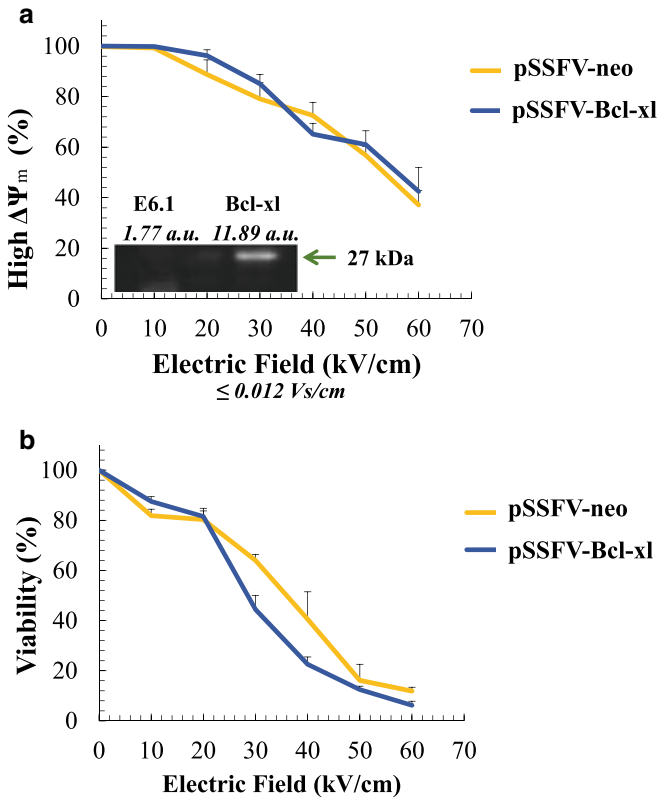 a
100
80
60
40
20
0
High ΔΨm (%)
pSSFV-neo
pSSFV-Bcl-xl
E6.1 Bcl-xl
1.77 a.u. 11.89 a.u.
27 kDa
0 10 20 30 40 50 60 70
Electric Field (kV/cm)
≤ 0.012 Vs/cm
b
100
80
60
40
20
0
Viability (%)
pSSFV-neo
pSSFV-Bcl-xl
0 10 20 30 40 50 60 70
Electric Field (kV/cm)